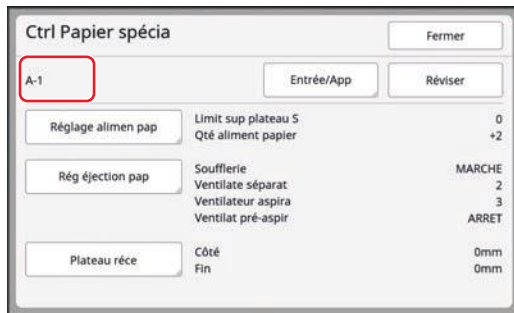 Ctrl Papier spécia
Fermer
A-1
Entrée/App
Réviser
Réglage alimen pap
Limit sup plateau S 0
Qté aliment papier +2
Rég éjection pap
Soufflerie MARCHE
Ventilate séparat 2
Ventilateur aspira 3
Ventilat pré-aspir ARRET
Plateau réce
Côté 0mm
Fin 0mm